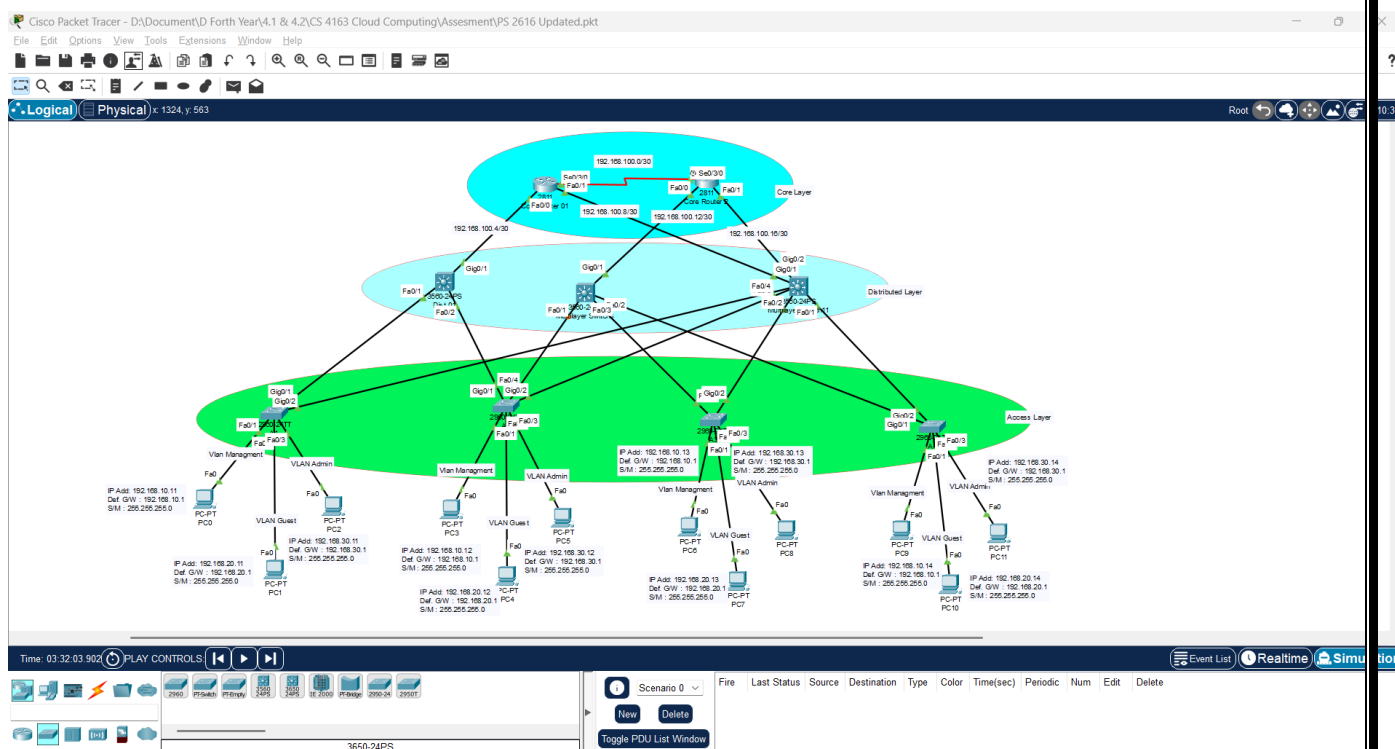 Cisco Packet Tracer - D:\Document\D Forth Year\4.1 & 4.2\CS 4163 Cloud Computing\Assesment\PS 2616 Updated.pkt
File Edit Options View Tools Extensions Window Help
Logical Physical x: 1324, y: 563
Root
10:3
192.168.100.0/30
Se0/3/0
Se0/3/0
Fa0/1
Fa0/0
Fa0/1
2811
2811
Core Router
Fa0/0
Core Layer
192.168.100.8/30
192.168.100.12/30
192.168.100.4/30
192.168.100.16/30
Gig0/1
Gig0/1
Gig0/2
Gig0/1
Fa0/1
3560-24PS
Fa0/2
Fa0/1
Fa0/3
Fa0/4
Fa0/2
Fa0/1
Distributed Layer
Gig0/1
Gig0/2
Fa0/4
Gig0/1
Gig0/2
Gig0/2
Gig0/2
Gig0/1
Access Layer
Fa0/1
Fa0/3
Fa0/3
Fa0/1
Fa0/3
Fa0/1
Fa0/3
Fa0/1
Vlan Managment
VLAN Admin
Vlan Managment
VLAN Admin
IP Add: 192.168.10.13
Def. G/W : 192.168.10.1
S/M : 255.255.255.0
IP Add: 192.168.30.13
Def. G/W : 192.168.30.1
S/M : 255.255.255.0
Vlan Managment
VLAN Admin
IP Add: 192.168.30.14
Def. G/W : 192.168.30.1
S/M : 255.255.255.0
Vlan Managment
VLAN Admin
IP Add: 192.168.10.11
Def. G/W : 192.168.10.1
S/M : 255.255.255.0
Fa0
PC-PT
PC0
Fa0
PC-PT
PC2
VLAN Guest
Fa0
PC-PT
PC3
VLAN Guest
Fa0
PC-PT
PC5
Fa0
PC-PT
PC6
VLAN Guest
Fa0
PC-PT
PC8
Fa0
PC-PT
PC9
VLAN Guest
Fa0
PC-PT
PC11
IP Add: 192.168.30.11
Def. G/W : 192.168.30.1
S/M : 255.255.255.0
IP Add: 192.168.20.11
Def. G/W : 192.168.20.1
S/M : 255.255.255.0
Fa0
PC-PT
PC1
IP Add: 192.168.10.12
Def. G/W : 192.168.10.1
S/M : 255.255.255.0
IP Add: 192.168.30.12
Def. G/W : 192.168.30.1
S/M : 255.255.255.0
IP Add: 192.168.20.12
Def. G/W : 192.168.20.1
S/M : 255.255.255.0
Fa0
PC-PT
PC4
IP Add: 192.168.20.13
Def. G/W : 192.168.20.1
S/M : 255.255.255.0
Fa0
PC-PT
PC7
IP Add: 192.168.10.14
Def. G/W : 192.168.10.1
S/M : 255.255.255.0
Fa0
PC-PT
PC10
IP Add: 192.168.20.14
Def. G/W : 192.168.20.1
S/M : 255.255.255.0
Time: 03:32:03.902 PLAY CONTROLS:
Event List Realtime Simulation
2960 PT-Switch PT-Empty 3560 24PS 3650 24PS IE 2000 PT-Bridge 2950-24 2950T
3650-24PS
Scenario 0
New Delete
Toggle PDU List Window
Fire Last Status Source Destination Type Color Time(sec) Periodic Num Edit Delete